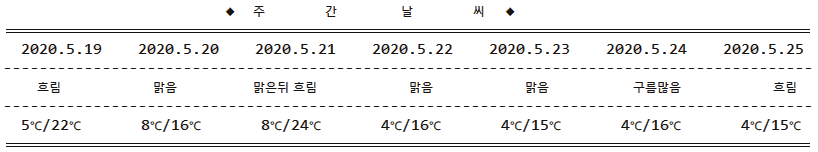 ◆ 주 간 날 씨 ◆
2020.5.19 2020.5.20 2020.5.21 2020.5.22 2020.5.23 2020.5.24 2020.5.25
흐림 맑음 맑은뒤 흐림 맑음 맑음 구름많음 흐림
5℃/22℃ 8℃/16℃ 8℃/24℃ 4℃/16℃ 4℃/15℃ 4℃/16℃ 4℃/15℃